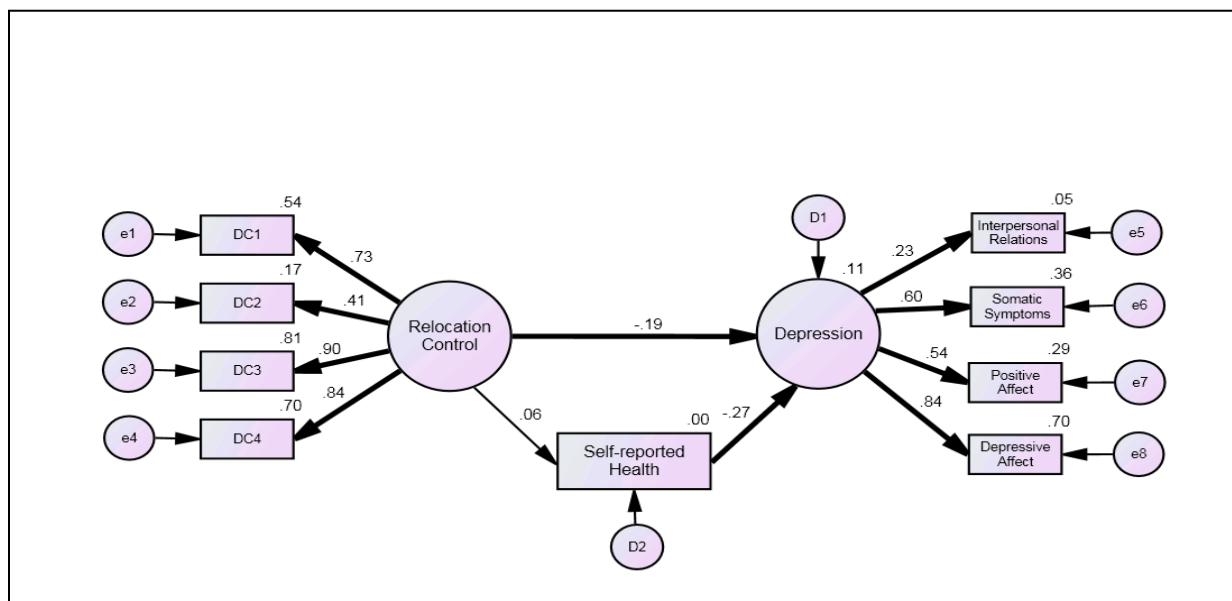 .54
e1
DC1
.73
.17
e2
DC2
.41
.81
e3
DC3
.90
.70
.84
e4
DC4
Relocation
Control
-.19
.06
.00
Self-reported
Health
-.27
D2
D1
.11
Depression
.23
.05
Interpersonal
Relations
e5
.60
.36
Somatic
Symptoms
e6
.54
.29
Positive
Affect
e7
.84
.70
Depressive
Affect
e8